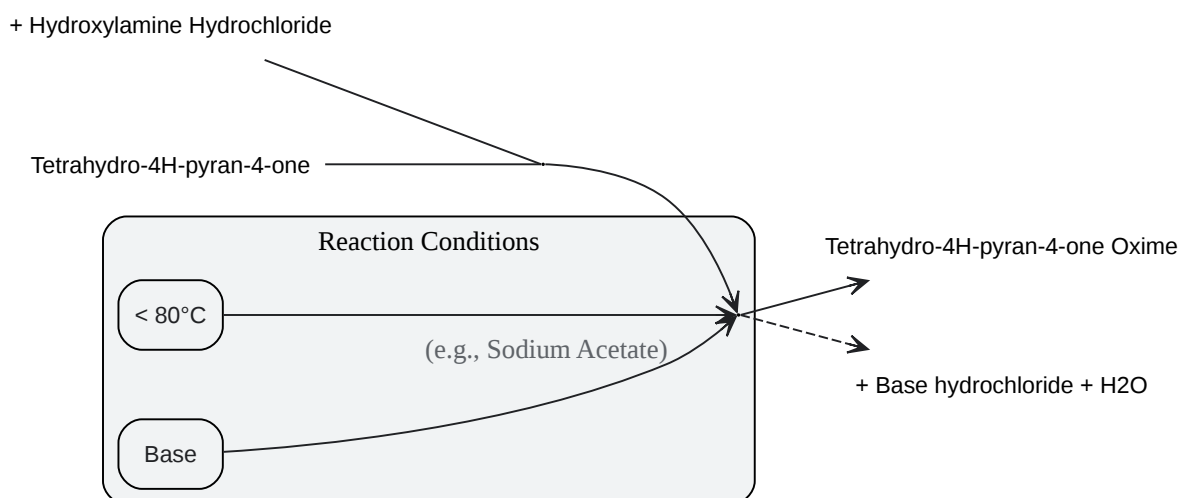 + Hydroxylamine Hydrochloride
Tetrahydro-4H-pyran-4-one
Reaction Conditions
Tetrahydro-4H-pyran-4-one Oxime
< 80°C
(e.g., Sodium Acetate)
+ Base hydrochloride + H2O
Base